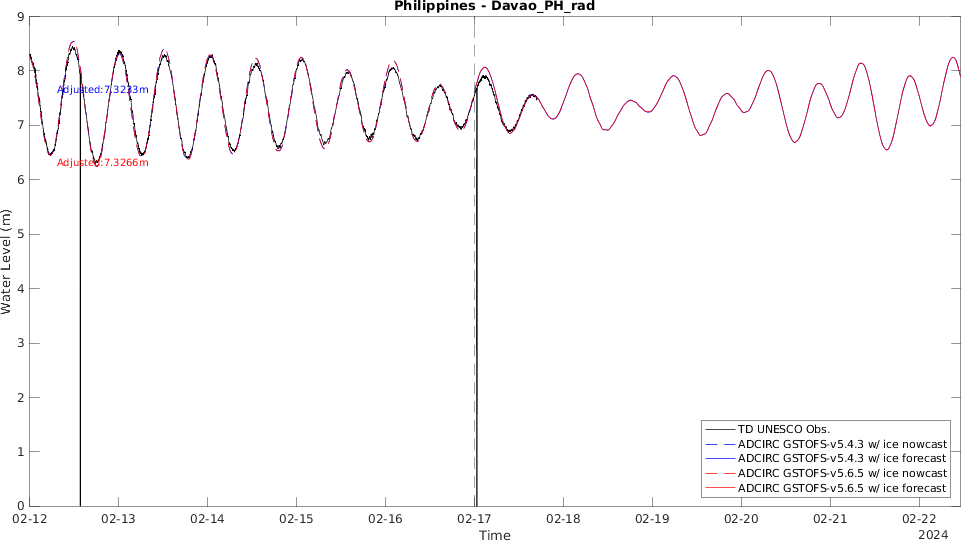 Philippines - Davao_PH_rad
9
8
7
6
5
4
3
2
1
0
Water Level (m)
Adjusted:7.3233m
Adjusted:7.3266m
TD UNESCO Obs.
ADCIRC GSTOFS-v5.4.3 w/ ice nowcast
ADCIRC GSTOFS-v5.4.3 w/ ice forecast
ADCIRC GSTOFS-v5.6.5 w/ ice nowcast
ADCIRC GSTOFS-v5.6.5 w/ ice forecast
02-12 02-13 02-14 02-15 02-16 02-17 02-18 02-19 02-20 02-21 02-22
Time
2024